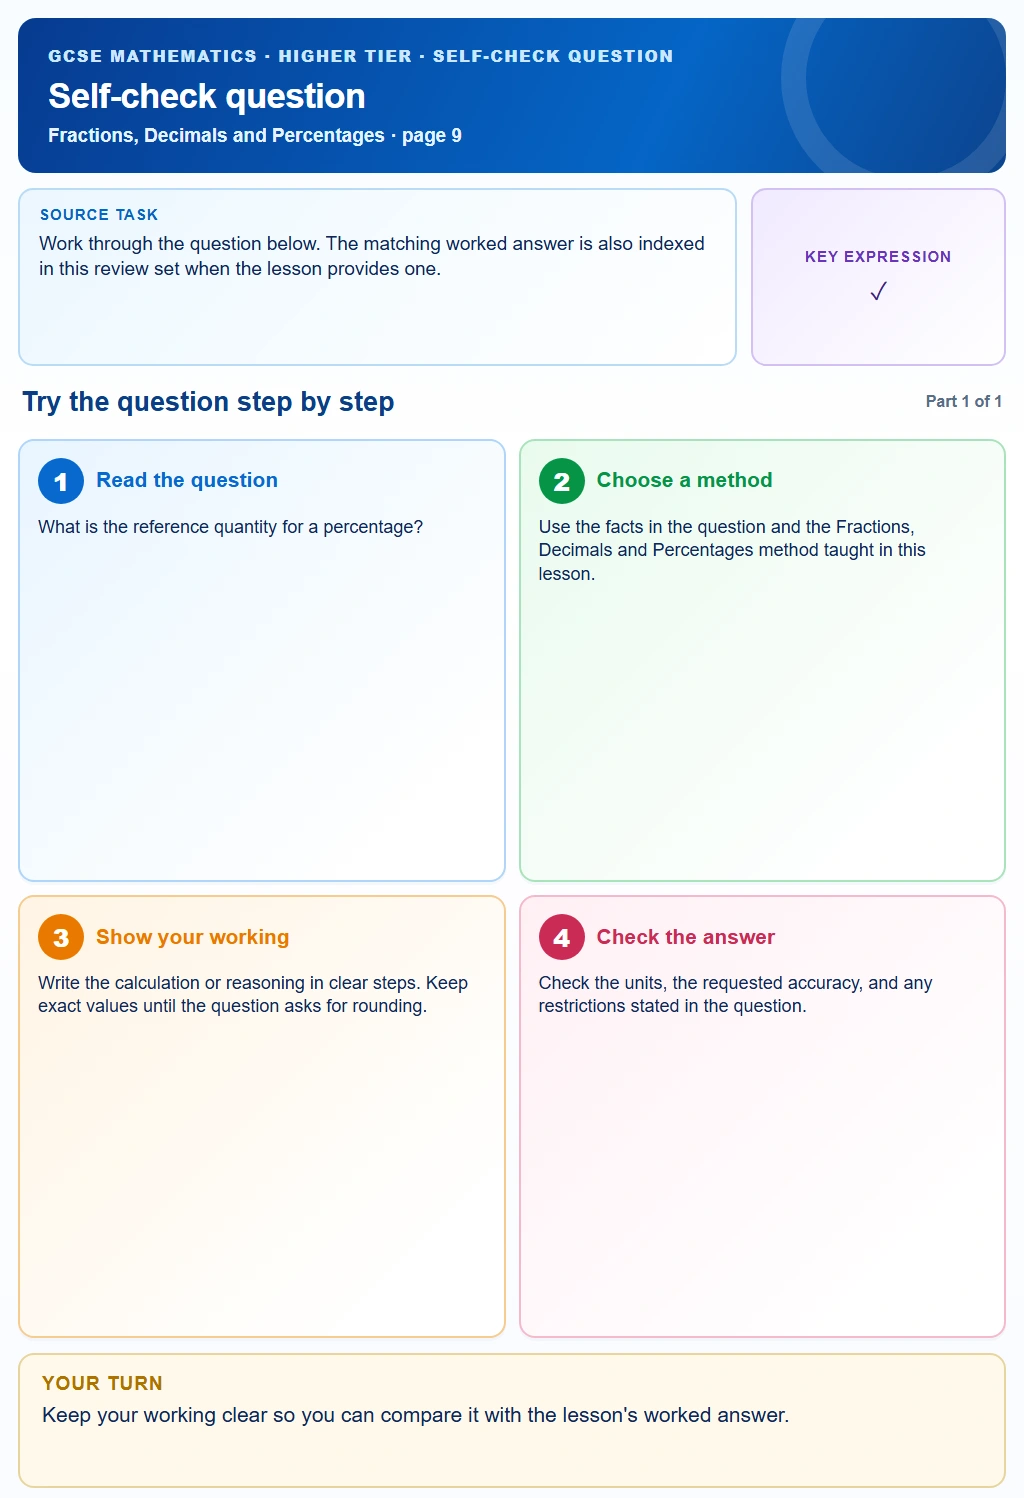 GCSE MATHEMATICS · HIGHER TIER · SELF-CHECK QUESTION
Self-check question
Fractions, Decimals and Percentages · page 9
SOURCE TASK
Work through the question below. The matching worked answer is also indexed
in this review set when the lesson provides one.
KEY EXPRESSION
✓
Try the question step by step
Part 1 of 1
1 Read the question
What is the reference quantity for a percentage?
2 Choose a method
Use the facts in the question and the Fractions,
Decimals and Percentages method taught in this
lesson.
3 Show your working
Write the calculation or reasoning in clear steps. Keep
exact values until the question asks for rounding.
4 Check the answer
Check the units, the requested accuracy, and any
restrictions stated in the question.
YOUR TURN
Keep your working clear so you can compare it with the lesson's worked answer.